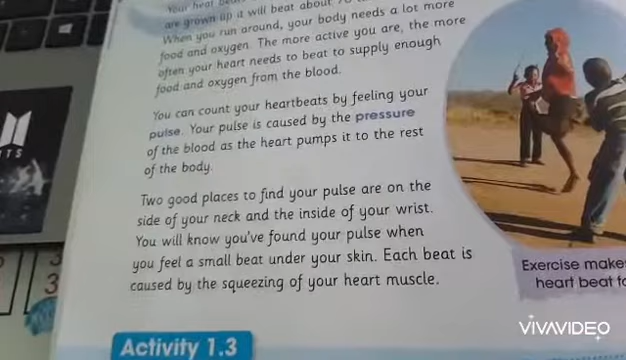 Your heart beats
are grown up it will beat about 70
When you run around, your body needs a lot more
food and oxygen. The more active you are, the more
often your heart needs to beat to supply enough
food and oxygen from the blood.
You can count your heartbeats by feeling your
pulse. Your pulse is caused by the pressure
of the blood as the heart pumps it to the rest
of the body.
Two good places to find your pulse are on the
side of your neck and the inside of your wrist.
You will know you've found your pulse when
you feel a small beat under your skin. Each beat is
caused by the squeezing of your heart muscle.
Exercise make
heart beat fa
Activity 1.3
VIVAVIDEO